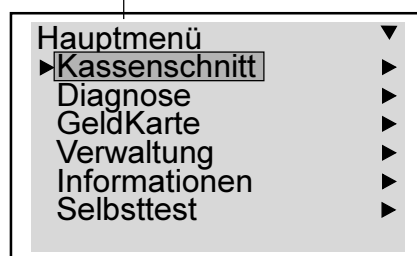 Hauptmenü
Kassenschnitt
Diagnose
GeldKarte
Verwaltung
Informationen
Selbsttest